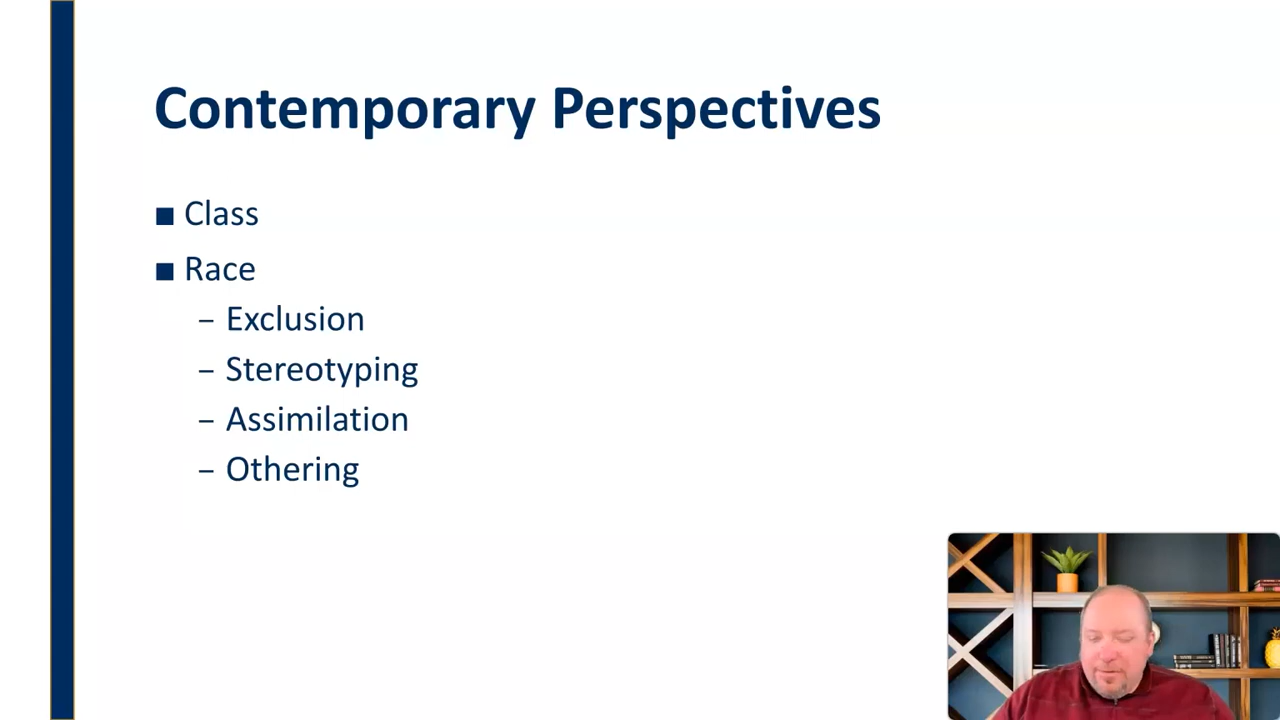 Contemporary Perspectives
■ Class
■ Race
– Exclusion
– Stereotyping
– Assimilation
– Othering